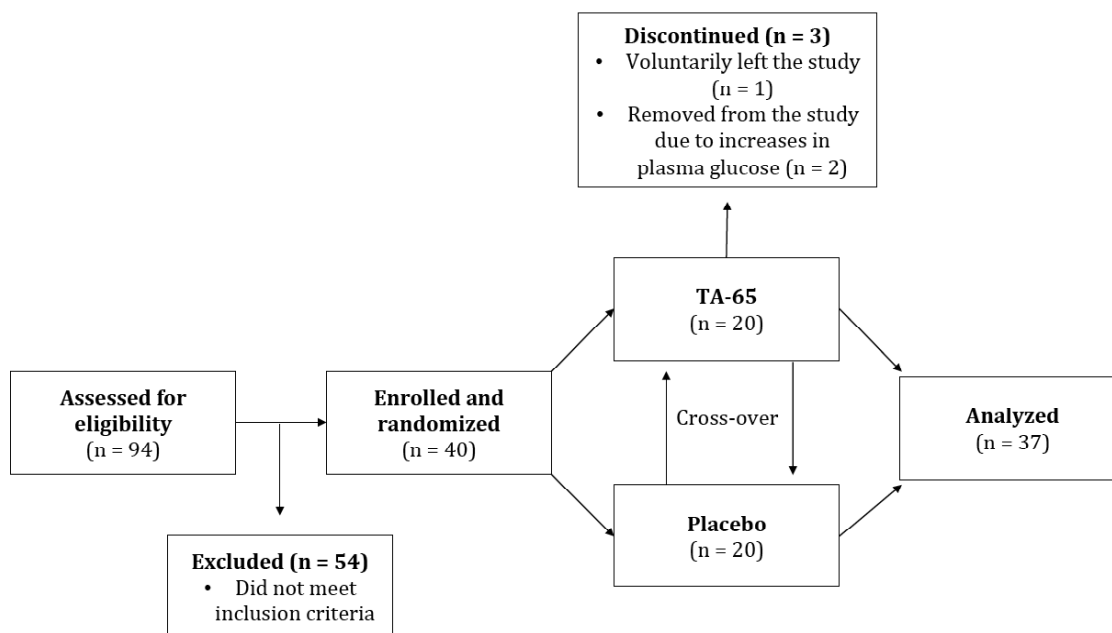 Discontinued (n = 3)
• Voluntarily left the study
(n = 1)
• Removed from the study
due to increases in
plasma glucose (n = 2)
TA-65
(n = 20)
Assessed for
eligibility
(n = 94)
Enrolled and
randomized
(n = 40)
Cross-over
Analyzed
(n = 37)
Placebo
(n = 20)
Excluded (n = 54)
• Did not meet
inclusion criteria